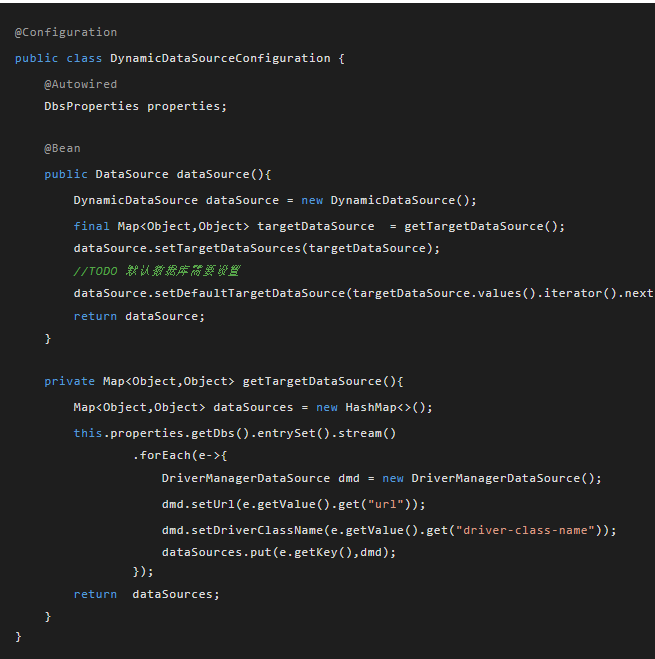 @Configuration
public class DynamicDataSourceConfiguration {
@Autowired
DbsProperties properties;
@Bean
public DataSource dataSource(){
DynamicDataSource dataSource = new DynamicDataSource();
final Map<Object,Object> targetDataSource  = getTargetDataSource();
dataSource.setTargetDataSources(targetDataSource);
//TODO 默认数据库需要设置
dataSource.setDefaultTargetDataSource(targetDataSource.values().iterator().next
return dataSource;
}
private Map<Object,Object> getTargetDataSource(){
Map<Object,Object> dataSources = new HashMap<>();
this.properties.getDbs().entrySet().stream()
.forEach(e->{
DriverManagerDataSource dmd = new DriverManagerDataSource();
dmd.setUrl(e.getValue().get("url"));
dmd.setDriverClassName(e.getValue().get("driver-class-name"));
dataSources.put(e.getKey(),dmd);
});
return  dataSources;
}
}